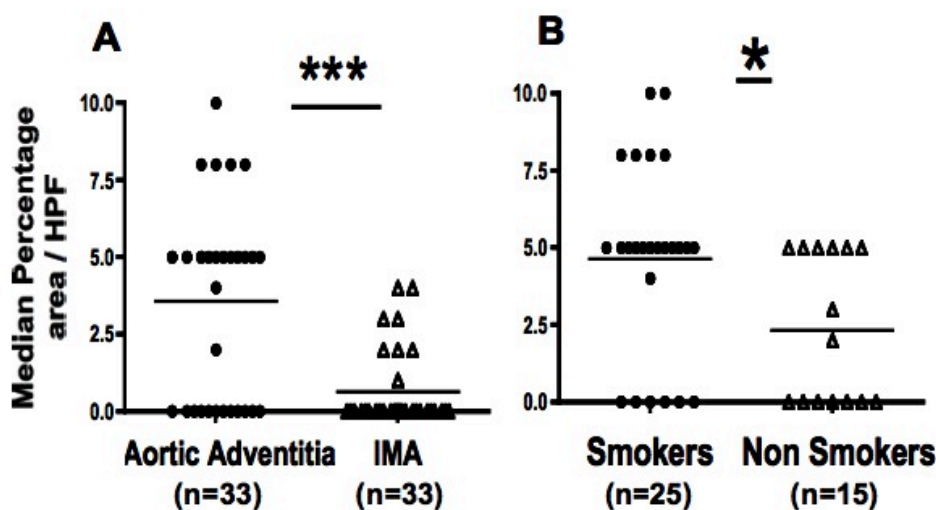 A
B
***
*
Median Percentage
area / HPF
10.0
7.5
5.0
2.5
0.0
Aortic Adventitia
(n=33)
IMA
(n=33)
10.0
7.5
5.0
2.5
0.0
Smokers
(n=25)
Non Smokers
(n=15)